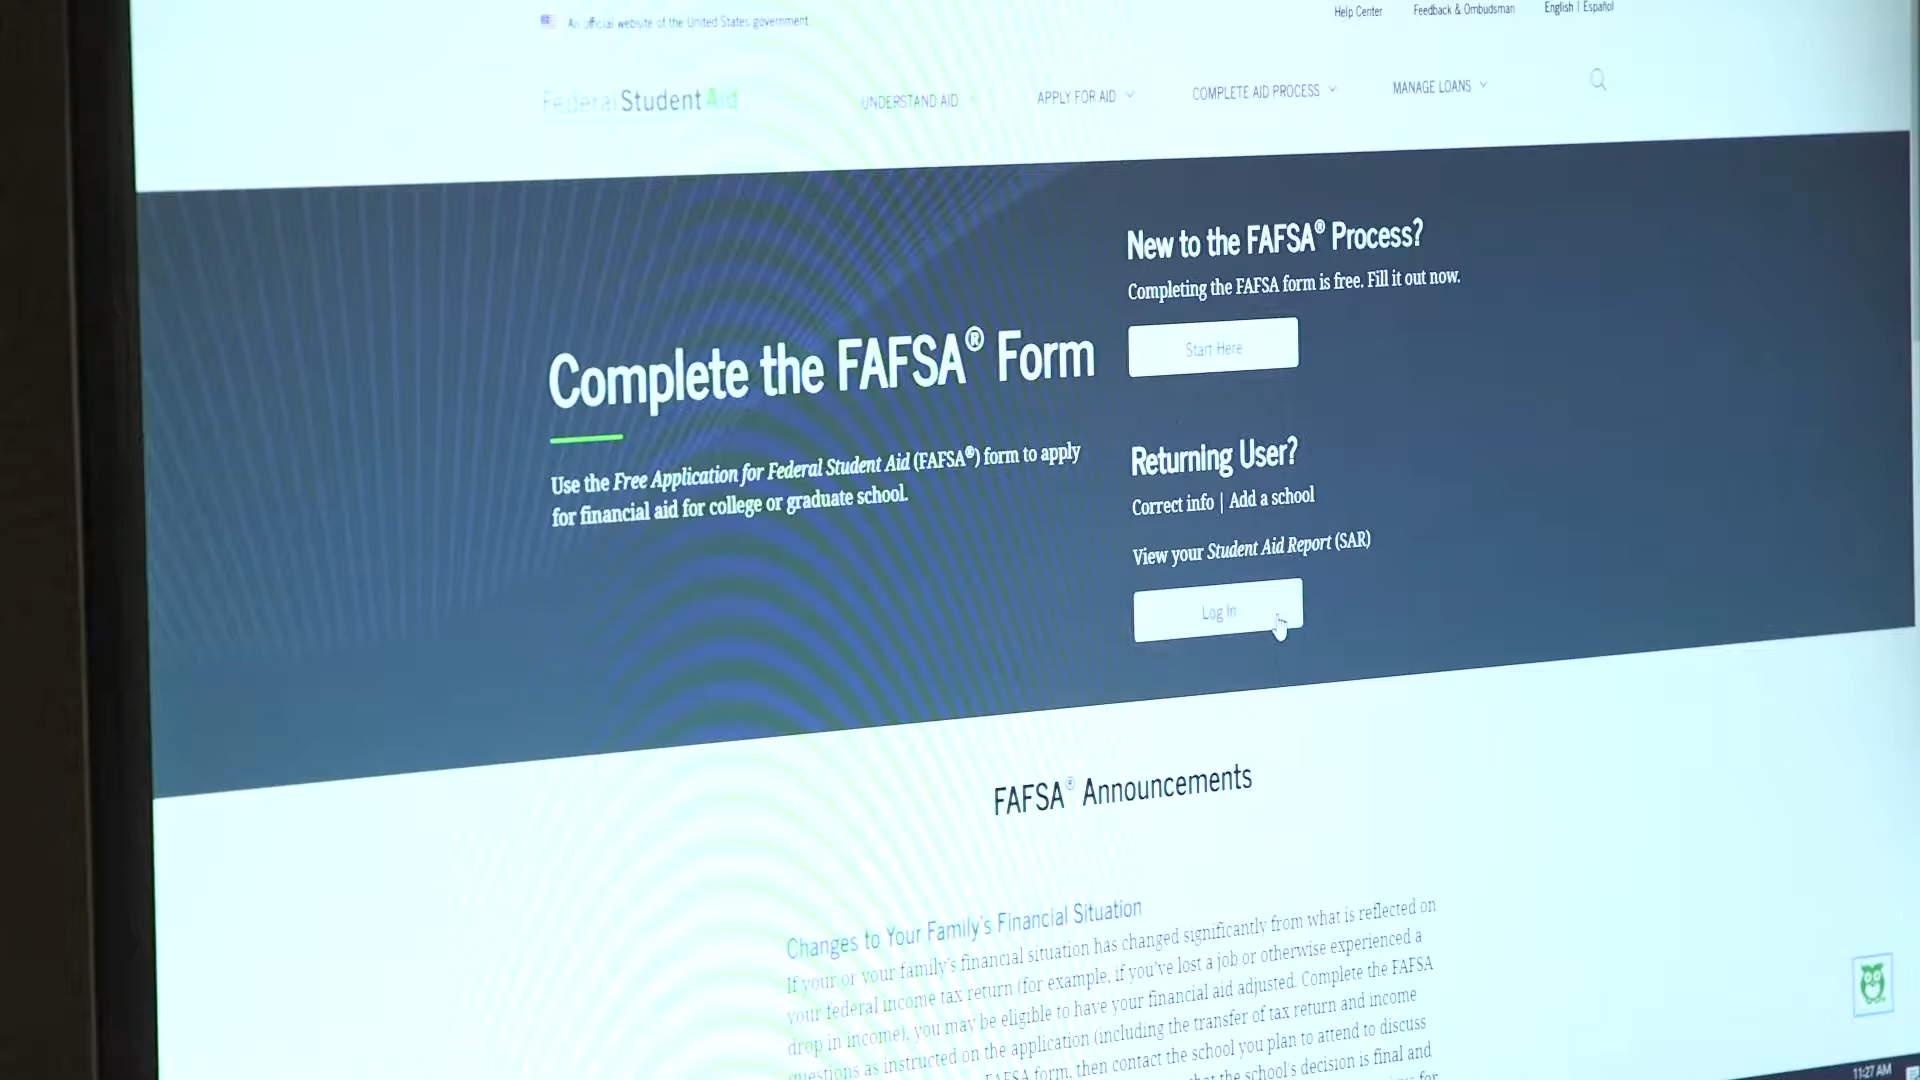 An official website of the United States government.
Help Center
Feedback & Ombudsman
English | Español
Federal Student Aid
UNDERSTAND AID
APPLY FOR AID
COMPLETE AID PROCESS
MANAGE LOANS
Complete the FAFSA® Form
Use the Free Application for Federal Student Aid (FAFSA®) form to apply
for financial aid for college or graduate school.
New to the FAFSA® Process?
Completing the FAFSA form is free. Fill it out now.
Start Here
Returning User?
Correct info | Add a school
View your Student Aid Report (SAR)
Log In
FAFSA® Announcements
Changes to Your Family's Financial Situation
If your or your family's financial situation has changed significantly from what is reflected on
your federal income tax return (for example, if you've lost a job or otherwise experienced a
drop in income), you may be eligible to have your financial aid adjusted. Complete the FAFSA
questions as instructed on the application (including the transfer of tax return and income
FAFSA form, then contact the school you plan to attend to discuss
that the school's decision is final and
for
11:27 AM